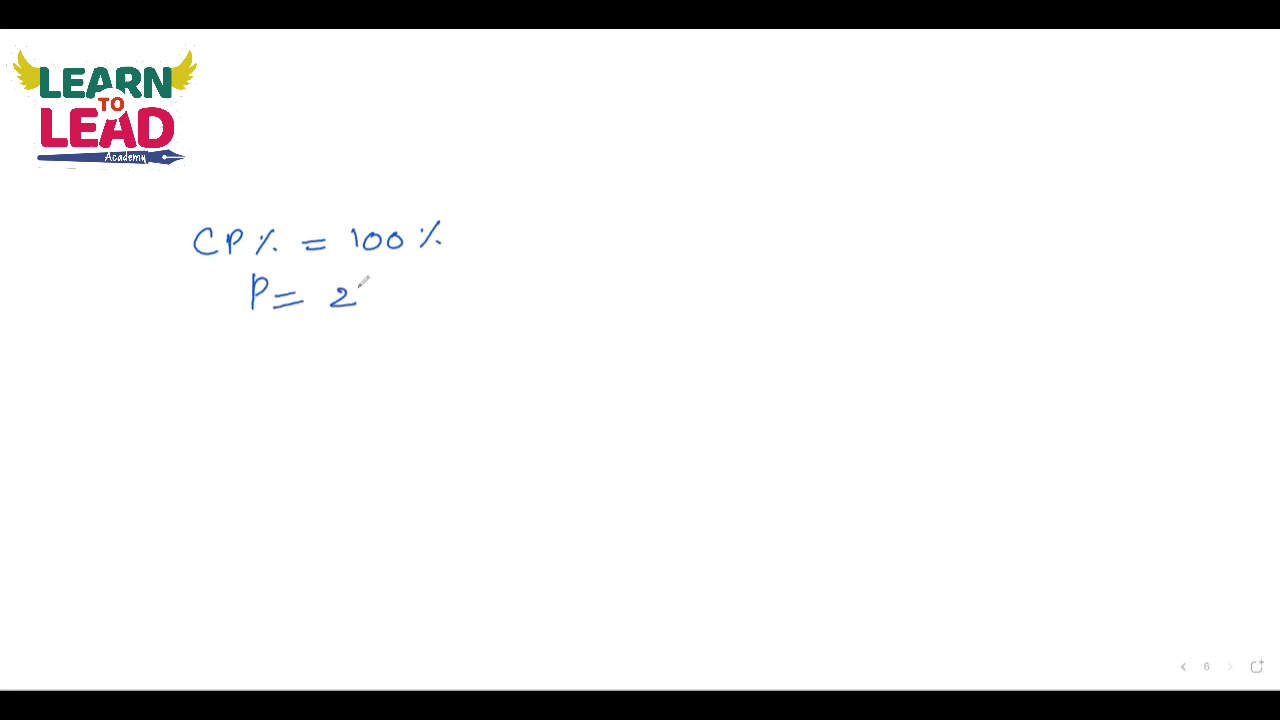 LEARN
TO
LEAD
Academy
CP% = 100%
P = 2
6